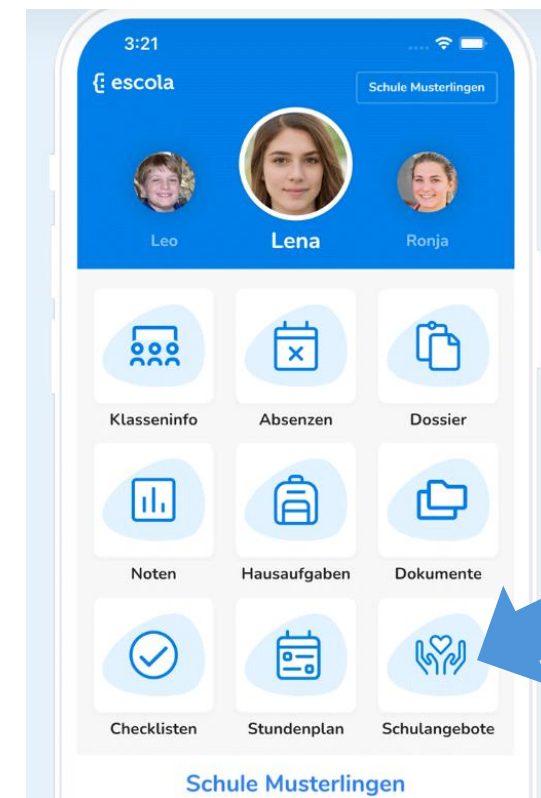 3:21
escola
Schule Musterlingen
Leo
Lena
Ronja
Klasseninfo
Absenzen
Dossier
Noten
Hausaufgaben
Dokumente
Checklisten
Stundenplan
Schulangebote
Schule Musterlingen